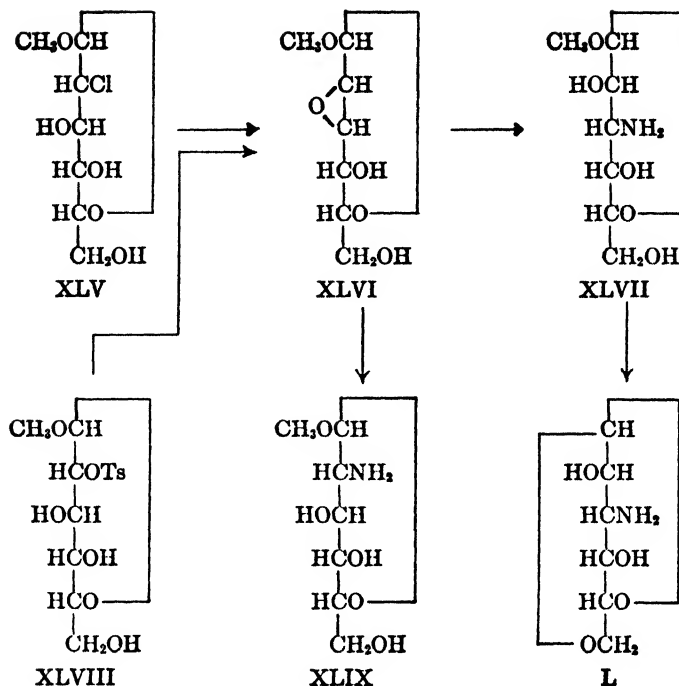 CH₃OCH
HCCl
HOCH
HCOH
HCO
CH₂OH
XLV
CH₃OCH
CH
O
CH
HCOH
HCO
CH₂OH
XLVI
CH₃OCH
HOCH
HCNH₂
HCOH
HCO
CH₂OH
XLVII
CH₃OCH
HCOTs
HOCH
HCOH
HCO
CH₂OH
XLVIII
CH₃OCH
HCNH₂
HOCH
HCOH
HCO
CH₂OH
XLIX
CH
HOCH
HCNH₂
HCOH
HCO
OCH₂
L